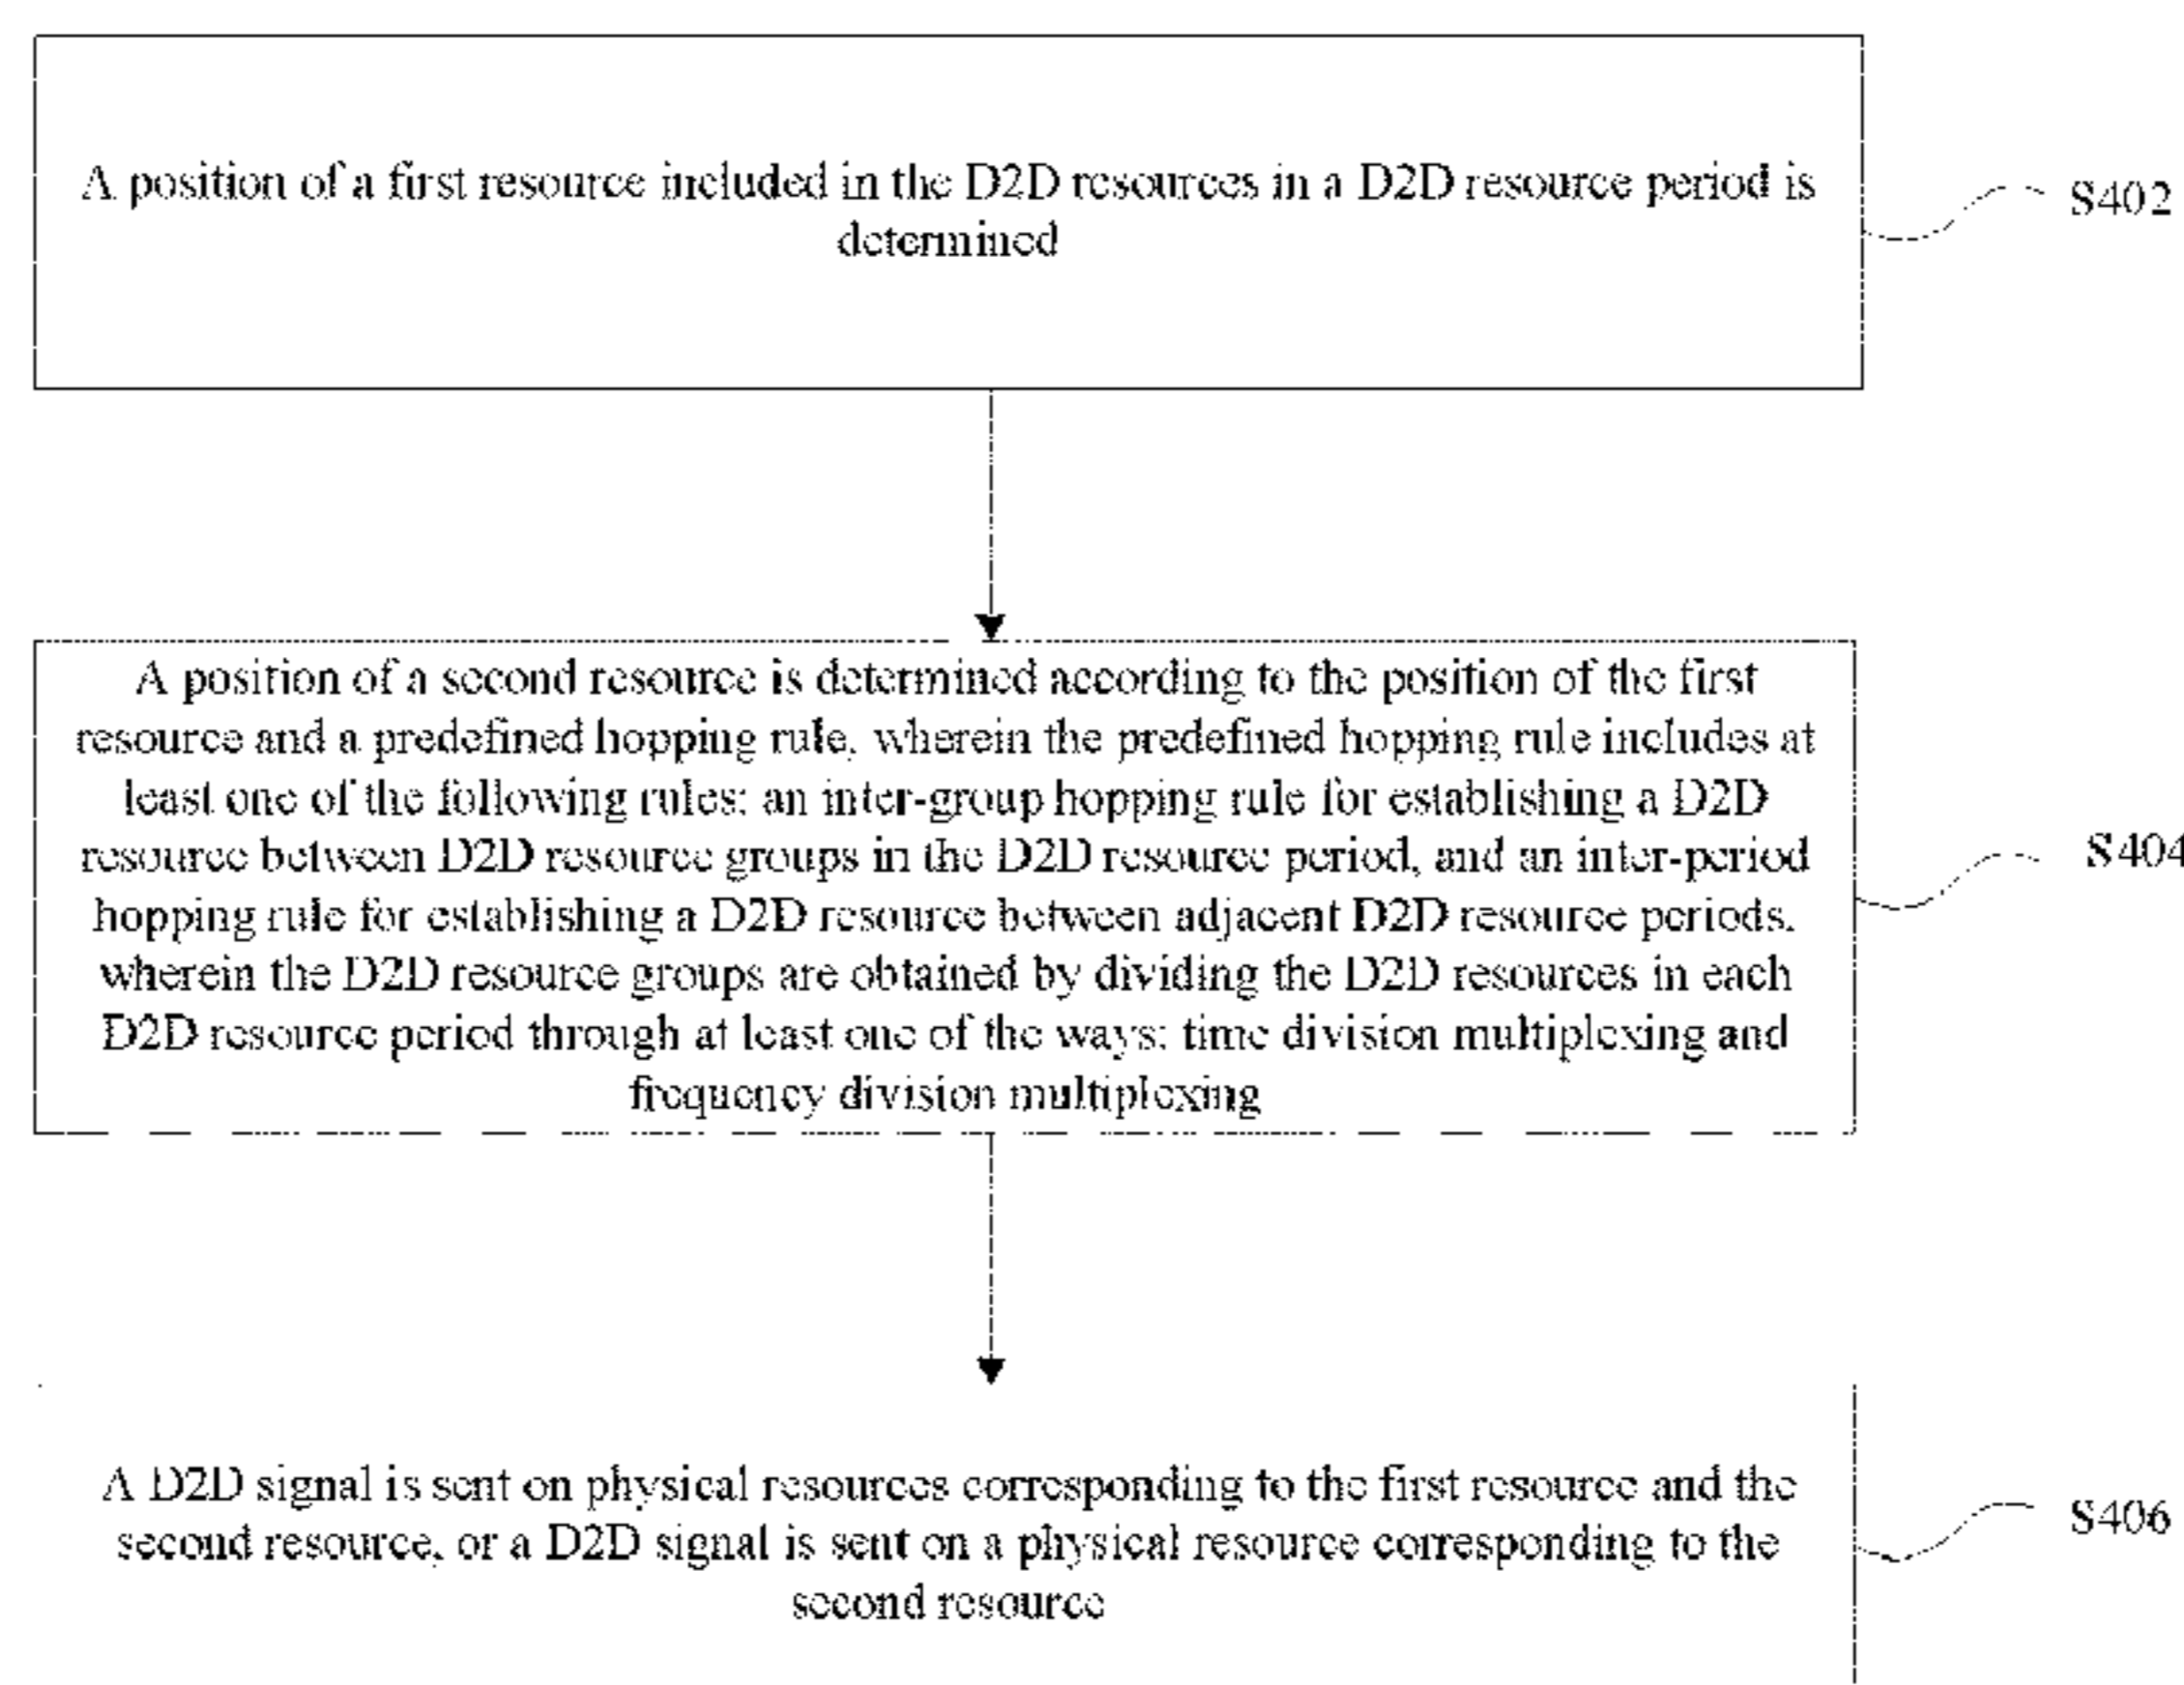 A position of a first resource included in the D2D resources in a D2D resource period is
determined
S402
A position of a second resource is determined according to the position of the first
resource and a predefined hopping rule, wherein the predefined hopping rule includes at
least one of the following rules: an inter-group hopping rule for establishing a D2D
resource between D2D resource groups in the D2D resource period, and an inter-period
hopping rule for establishing a D2D resource between adjacent D2D resource periods,
wherein the D2D resource groups are obtained by dividing the D2D resources in each
D2D resource period through at least one of the ways: time division multiplexing and
frequency division multiplexing
S404
A D2D signal is sent on physical resources corresponding to the first resource and the
second resource, or a D2D signal is sent on a physical resource corresponding to the
second resource
S406